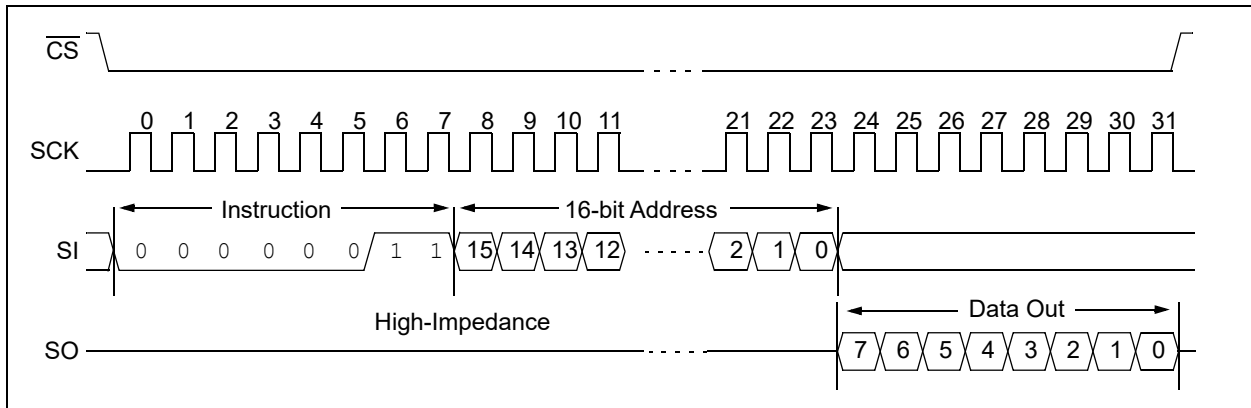 CS
0 1 2 3 4 5 6 7 8 9 10 11 21 22 23 24 25 26 27 28 29 30 31
SCK
Instruction 16-bit Address
SI 0 0 0 0 0 0 1 1 15 14 13 12 2 1 0
Data Out
High-Impedance
SO 7 6 5 4 3 2 1 0